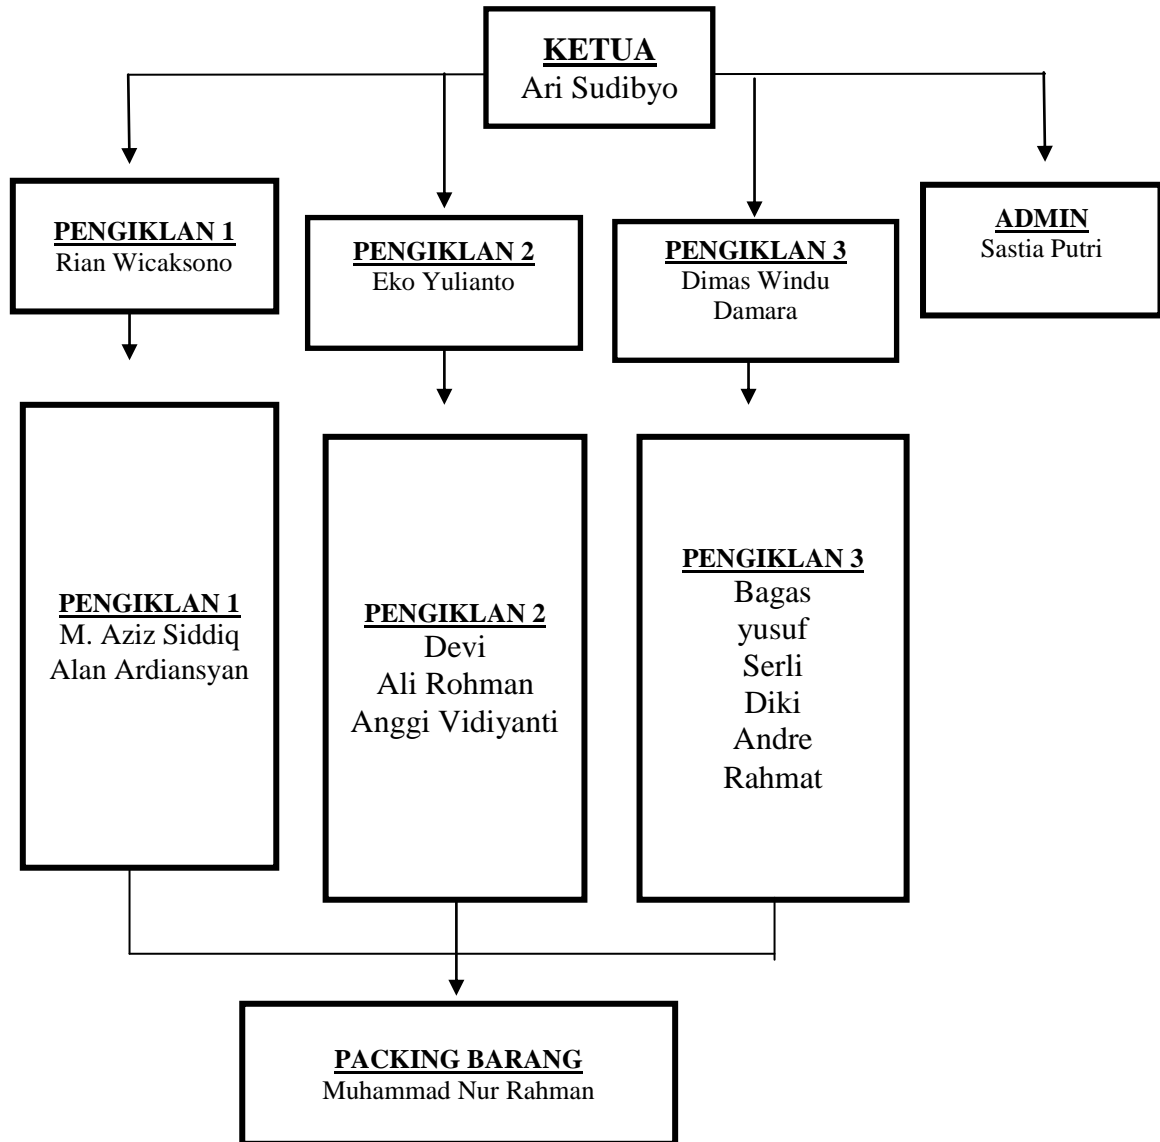 KETUA
Ari Sudibyo
PENGIKLAN 1
Rian Wicaksono
PENGIKLAN 2
Eko Yulianto
PENGIKLAN 3
Dimas Windu
Damara
ADMIN
Sastia Putri
PENGIKLAN 1
M. Aziz Siddiq
Alan Ardiansyan
PENGIKLAN 2
Devi
Ali Rohman
Anggi Vidiyanti
PENGIKLAN 3
Bagas
yusuf
Serli
Diki
Andre
Rahmat
PACKING BARANG
Muhammad Nur Rahman